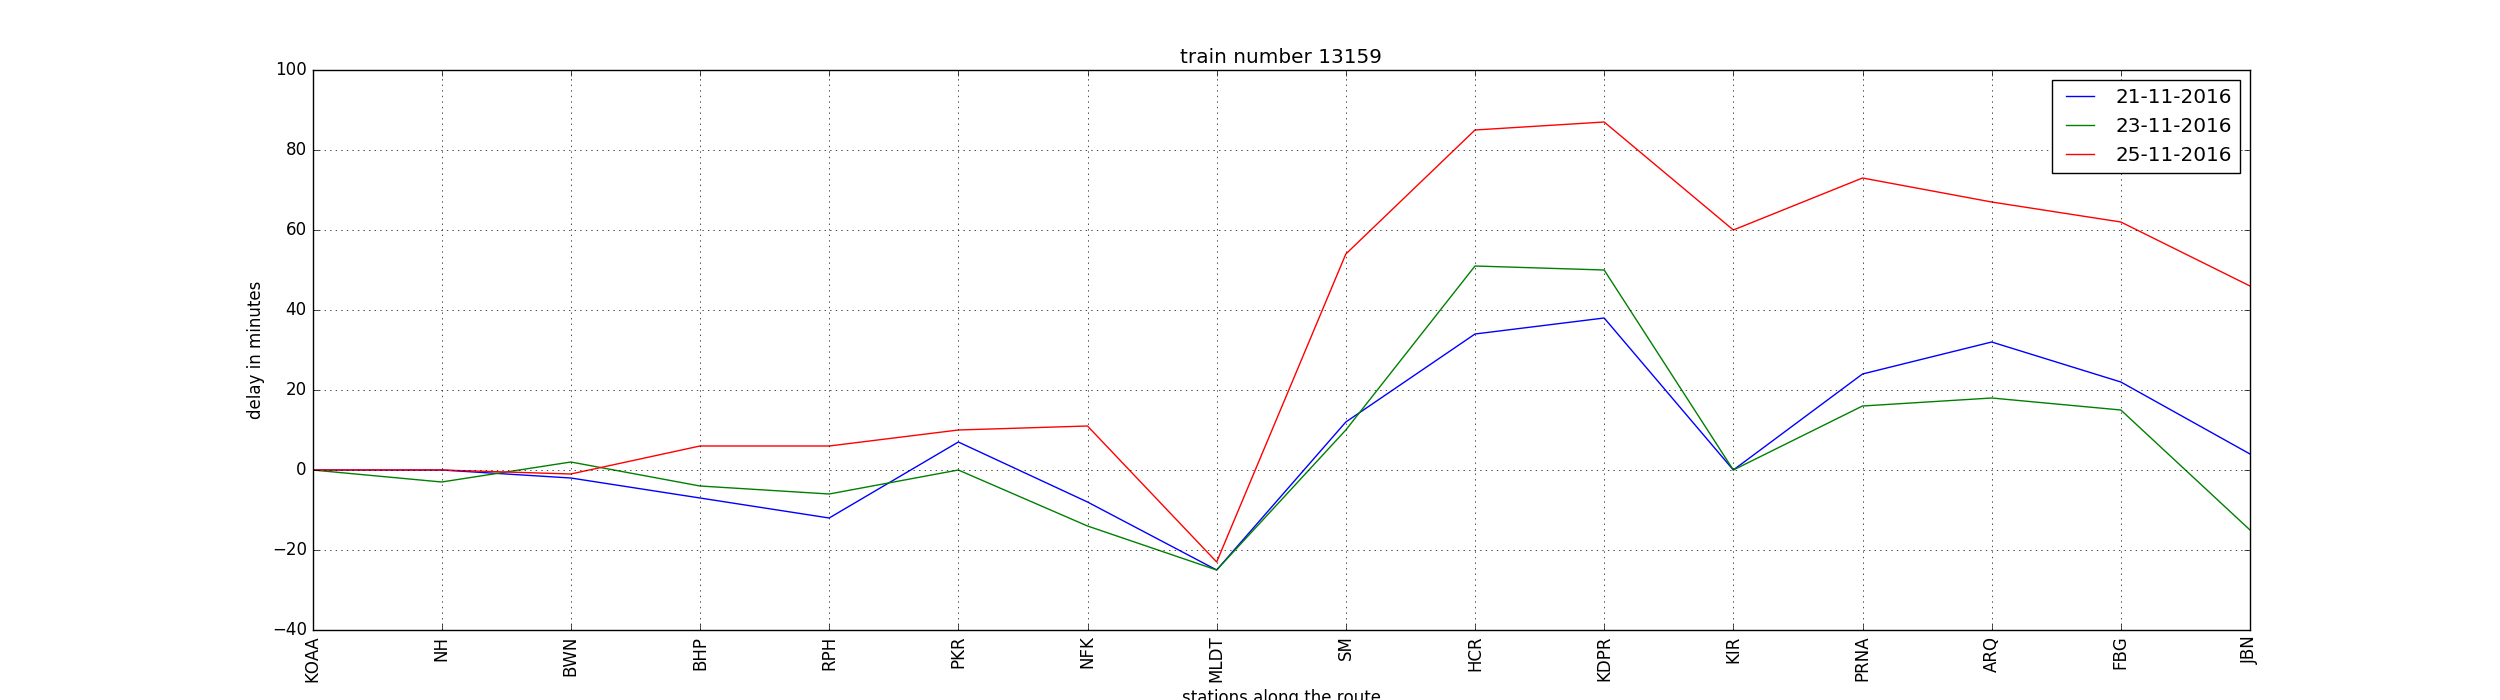 train number 13159
100
80
60
40
20
0
−20
−40
delay in minutes
21-11-2016
23-11-2016
25-11-2016
KOAA
NH
BWN
BHP
RPH
PKR
NFK
MLDT
SM
HCR
KDPR
KIR
PRNA
ARQ
FBG
JBN
stations along the route